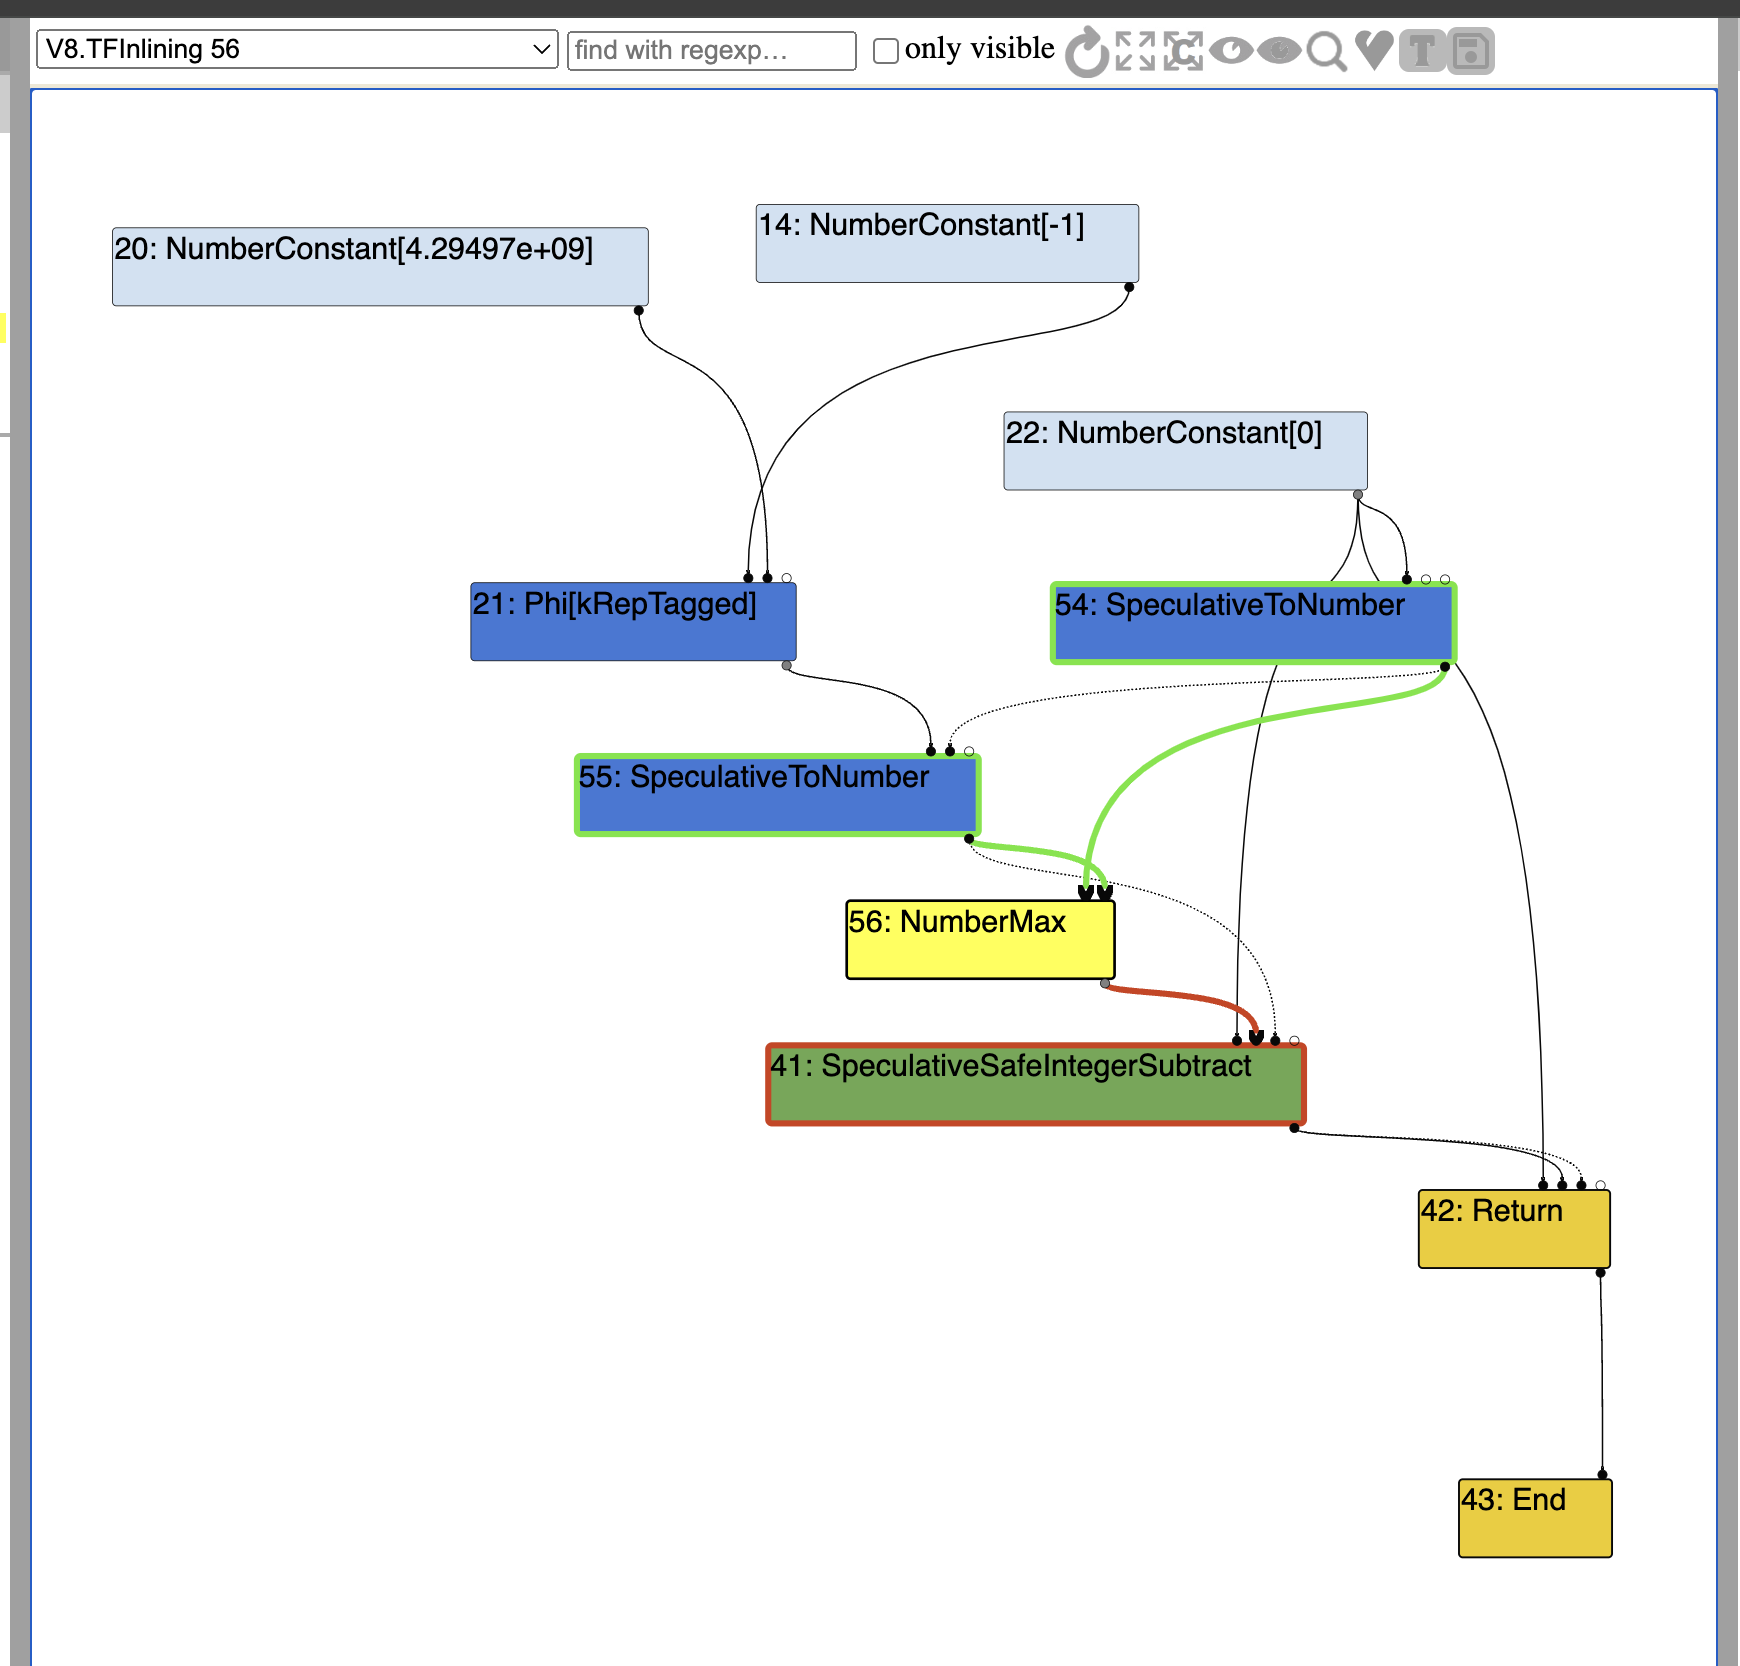 V8.TFInlining 56
find with regexp...
only visible
T
14: NumberConstant[-1]
20: NumberConstant[4.29497e+09]
22: NumberConstant[0]
21: Phi[kRepTagged]
54: SpeculativeToNumber
55: SpeculativeToNumber
56: NumberMax
41: SpeculativeSafeIntegerSubtract
42: Return
43: End